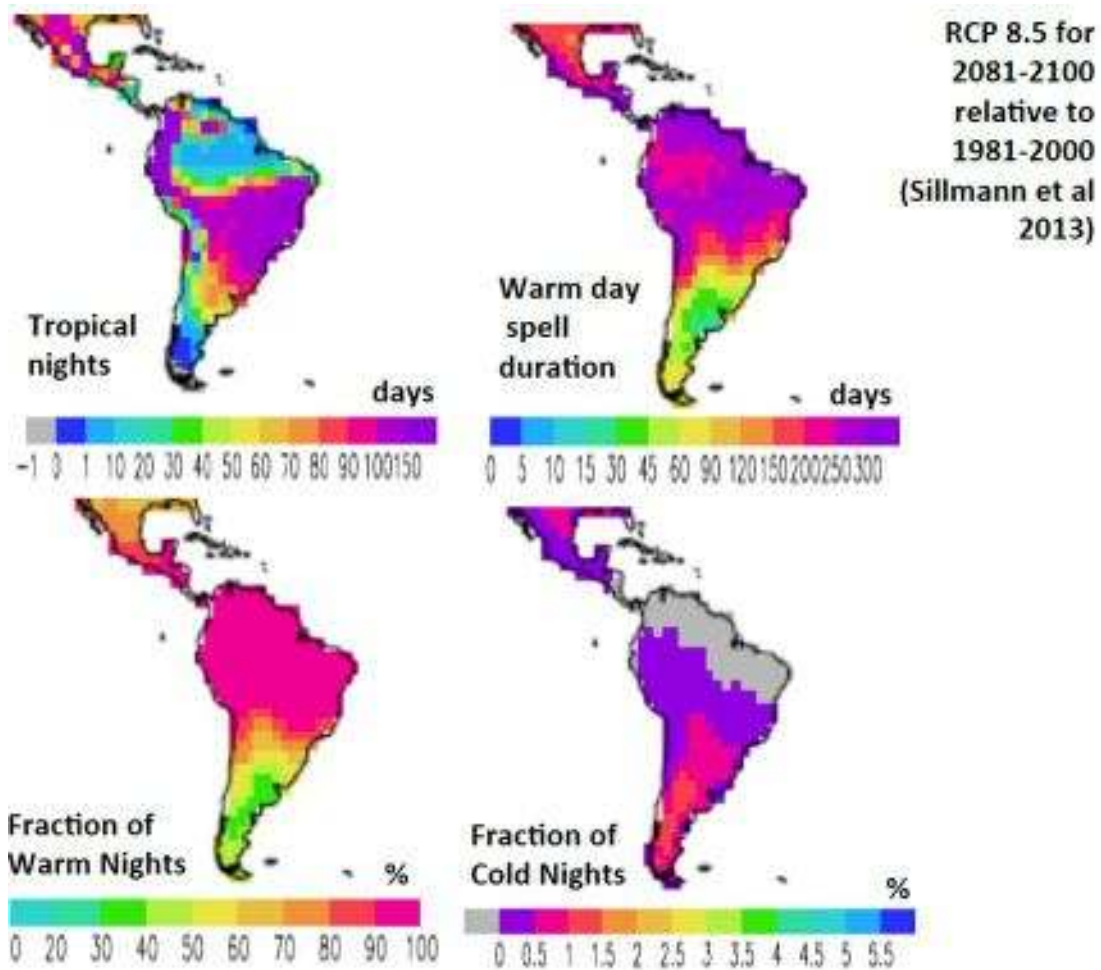 RCP 8.5 for
2081-2100
relative to
1981-2000
(Sillmann et al
2013)
Tropical
nights
days
−1 0 1 10 20 30 40 50 60 70 80 90 100 150
Warm day
spell
duration
days
0 5 10 15 30 45 60 90 120 150 200 250 300
Fraction of
Warm Nights
%
0 20 30 40 50 60 70 80 90 100
Fraction of
Cold Nights
%
0 0.5 1 1.5 2 2.5 3 3.5 4 4.5 5 5.5